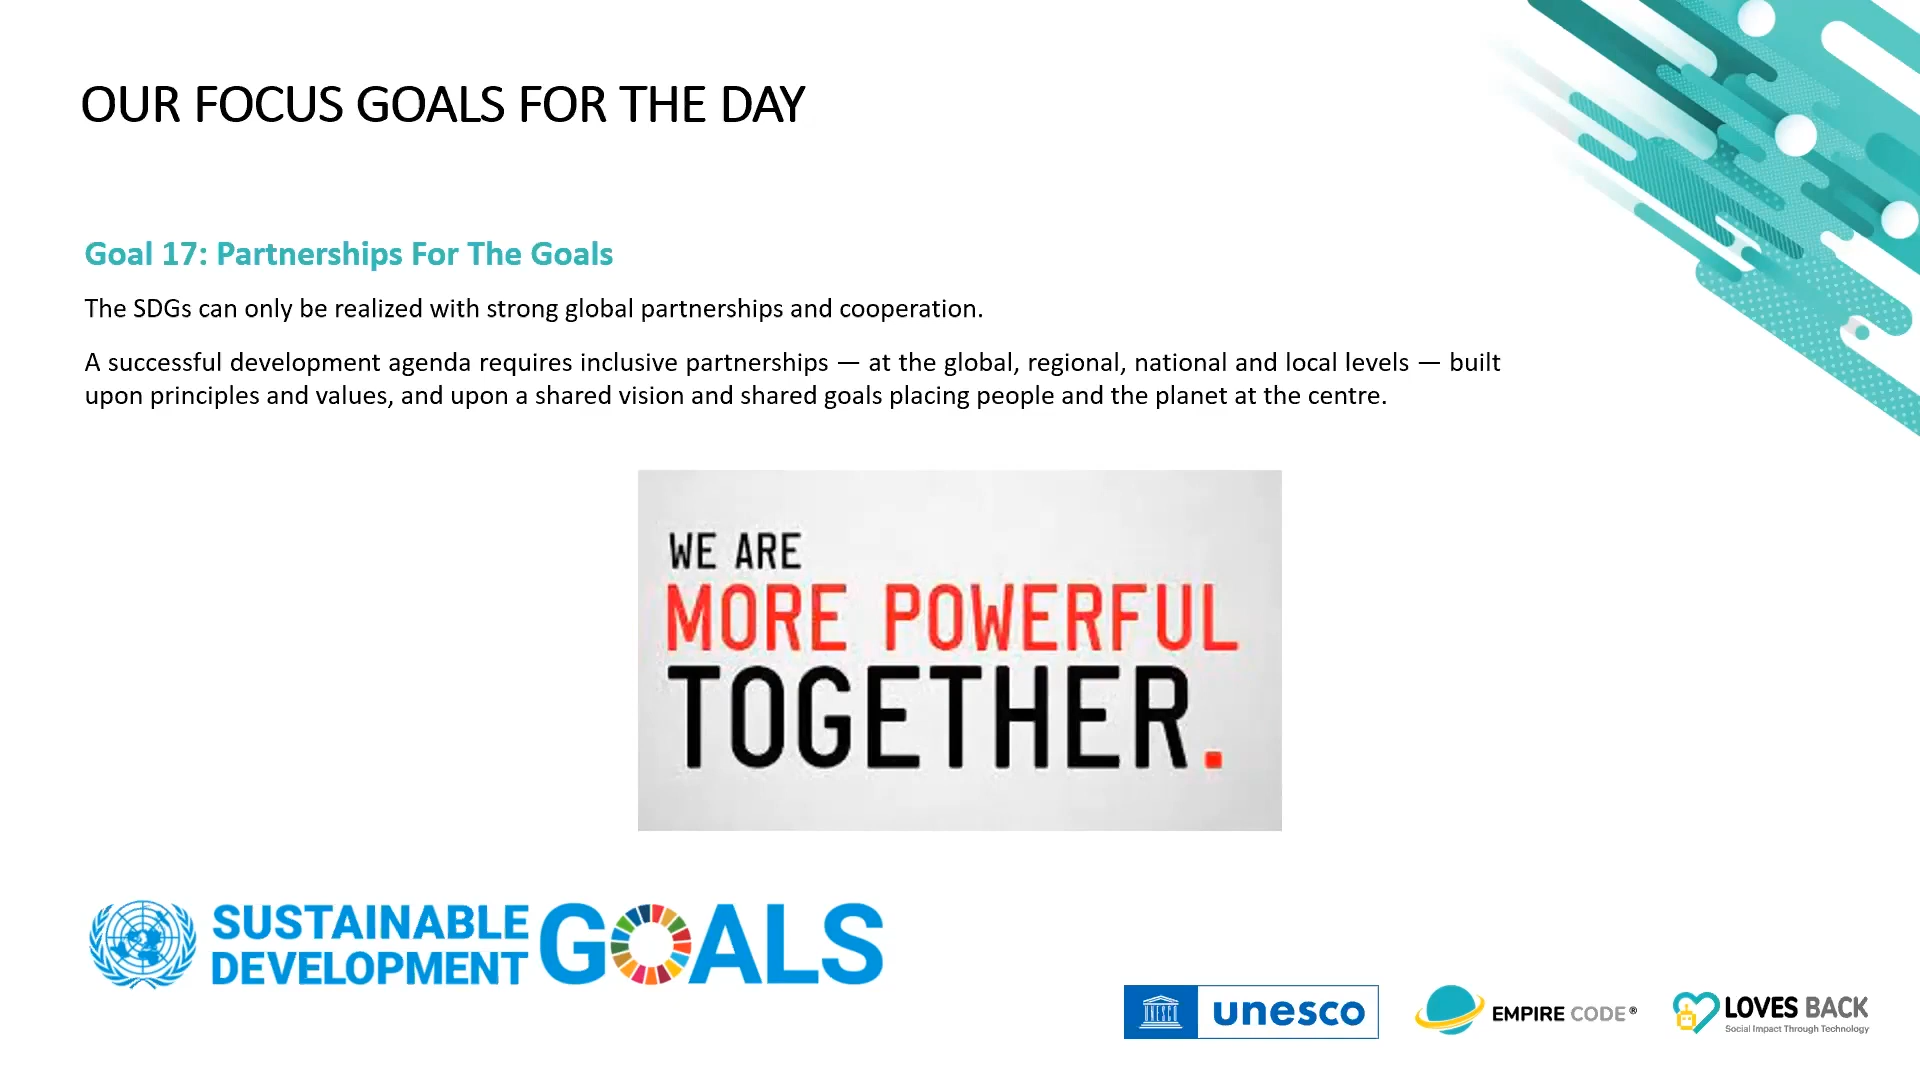 OUR FOCUS GOALS FOR THE DAY
Goal 17: Partnerships For The Goals
The SDGs can only be realized with strong global partnerships and cooperation.
A successful development agenda requires inclusive partnerships — at the global, regional, national and local levels — built
upon principles and values, and upon a shared vision and shared goals placing people and the planet at the centre.
WE ARE
MORE POWERFUL
TOGETHER.
SUSTAINABLE
DEVELOPMENT
GOALS
UNESCO
unesco
EMPIRE CODE®
LOVES BACK
Social Impact Through Technology